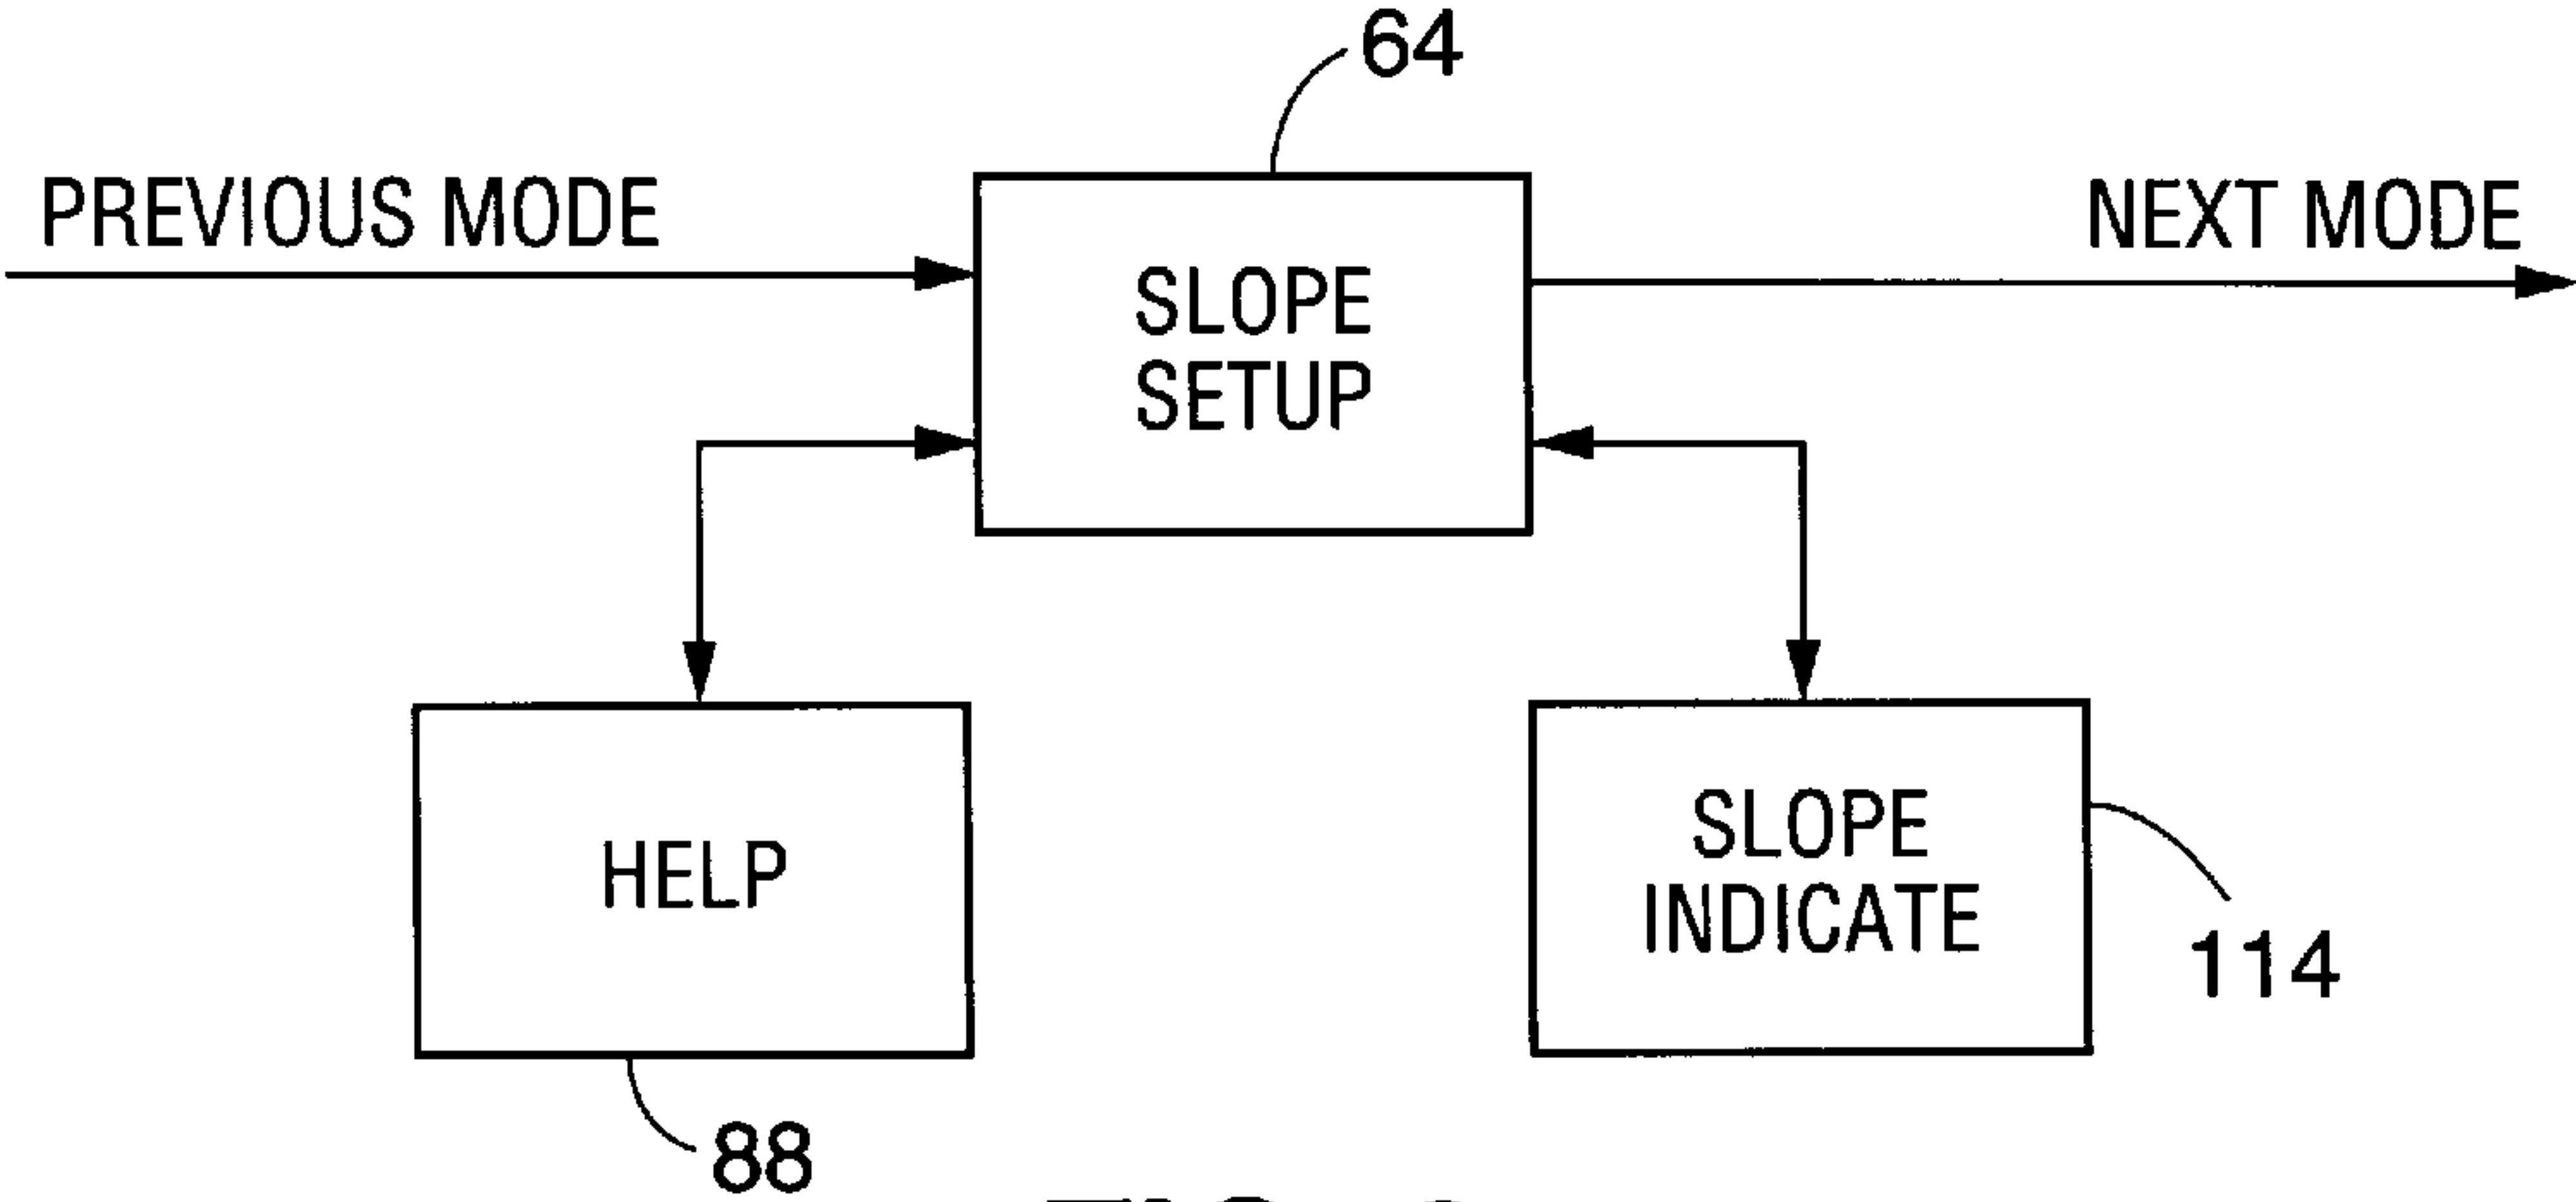 64
PREVIOUS MODE
NEXT MODE
SLOPE
SETUP
HELP
SLOPE
INDICATE
114
88